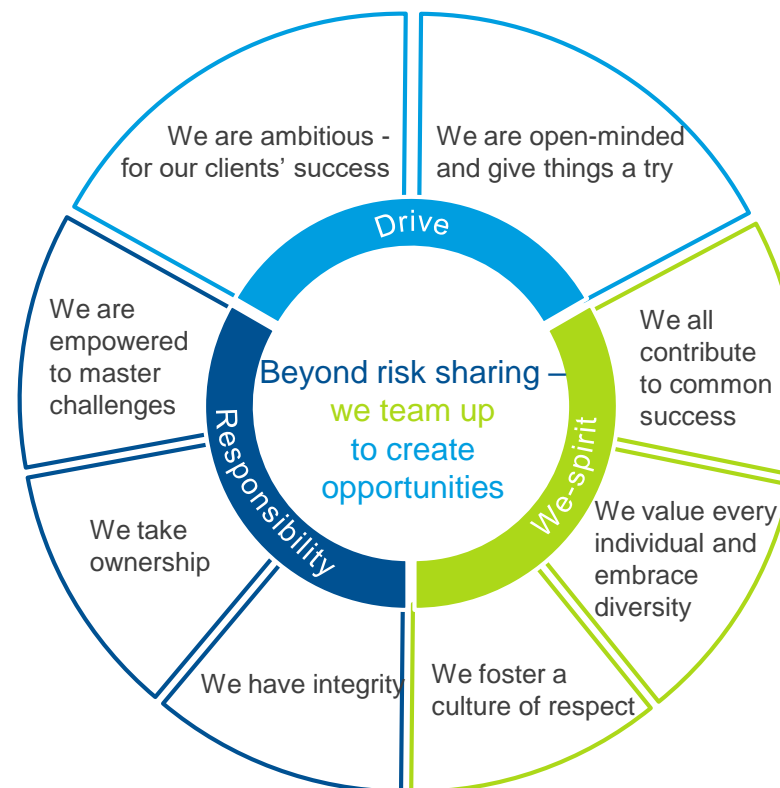 We are ambitious -
for our clients’ success
We are open-minded
and give things a try
Drive
We are
empowered
to master
challenges
We all
contribute
to common
success
Beyond risk sharing –
we team up
to create
opportunities
Responsibility
We-spirit
We take
ownership
We value every
individual and
embrace
diversity
We have integrity
We foster a
culture of respect